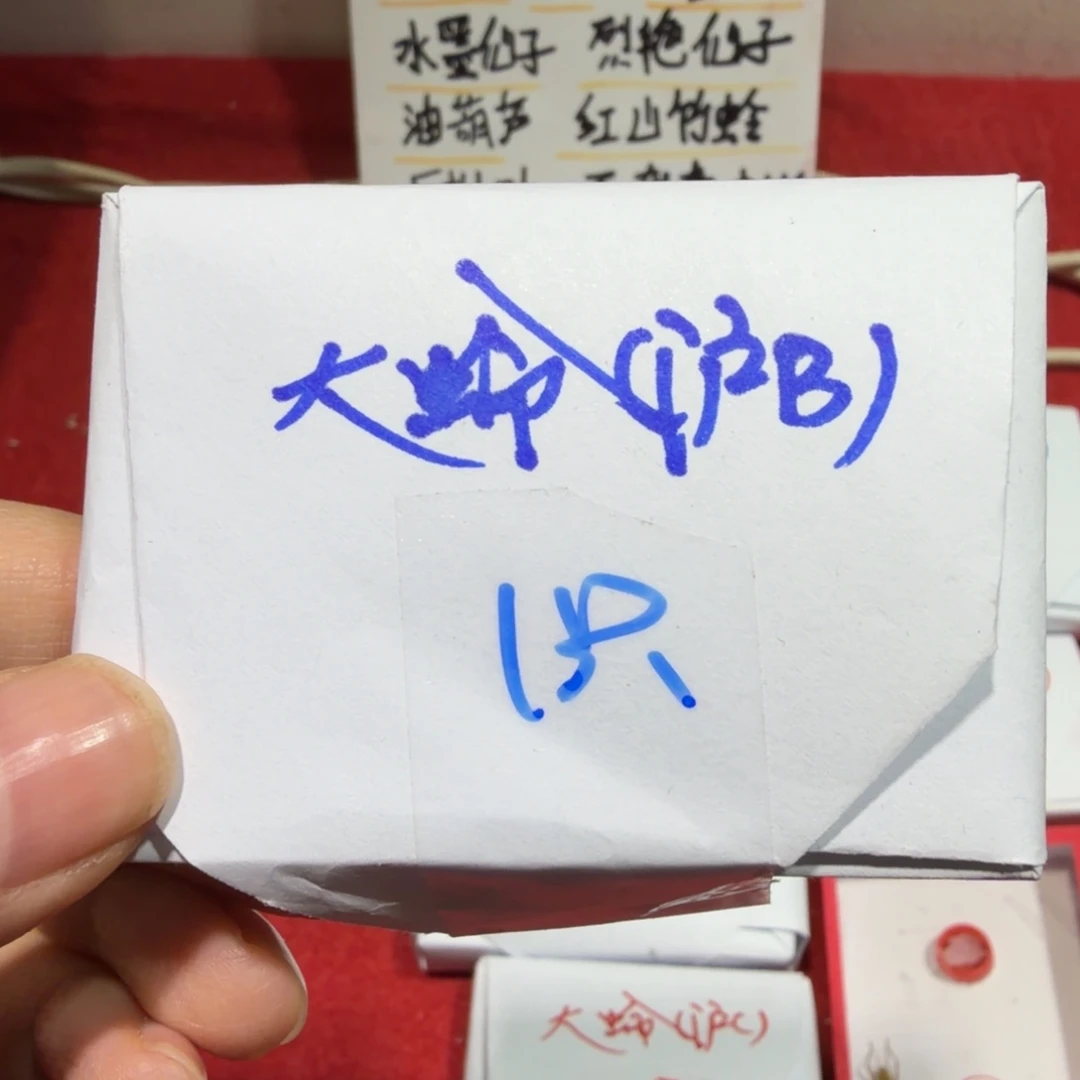 水墨仙子 烈艳仙子
油葫芦 红山竹蛉
大蛉(沪B)
1只
大蛉(沪C)